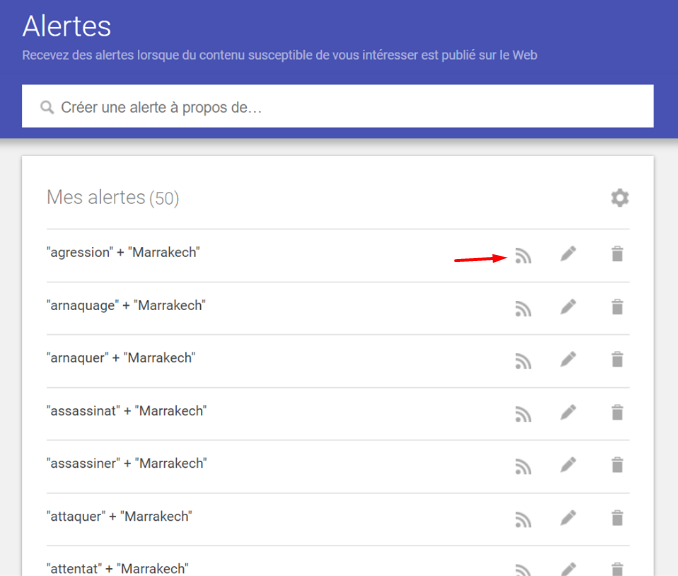 Alertes
Recevez des alertes lorsque du contenu susceptible de vous intéresser est publié sur le Web
Créer une alerte à propos de…
Mes alertes (50)
"agression" + "Marrakech"
"arnaquage" + "Marrakech"
"arnaquer" + "Marrakech"
"assassinat" + "Marrakech"
"assassiner" + "Marrakech"
"attaquer" + "Marrakech"
"attentat" + "Marrakech"